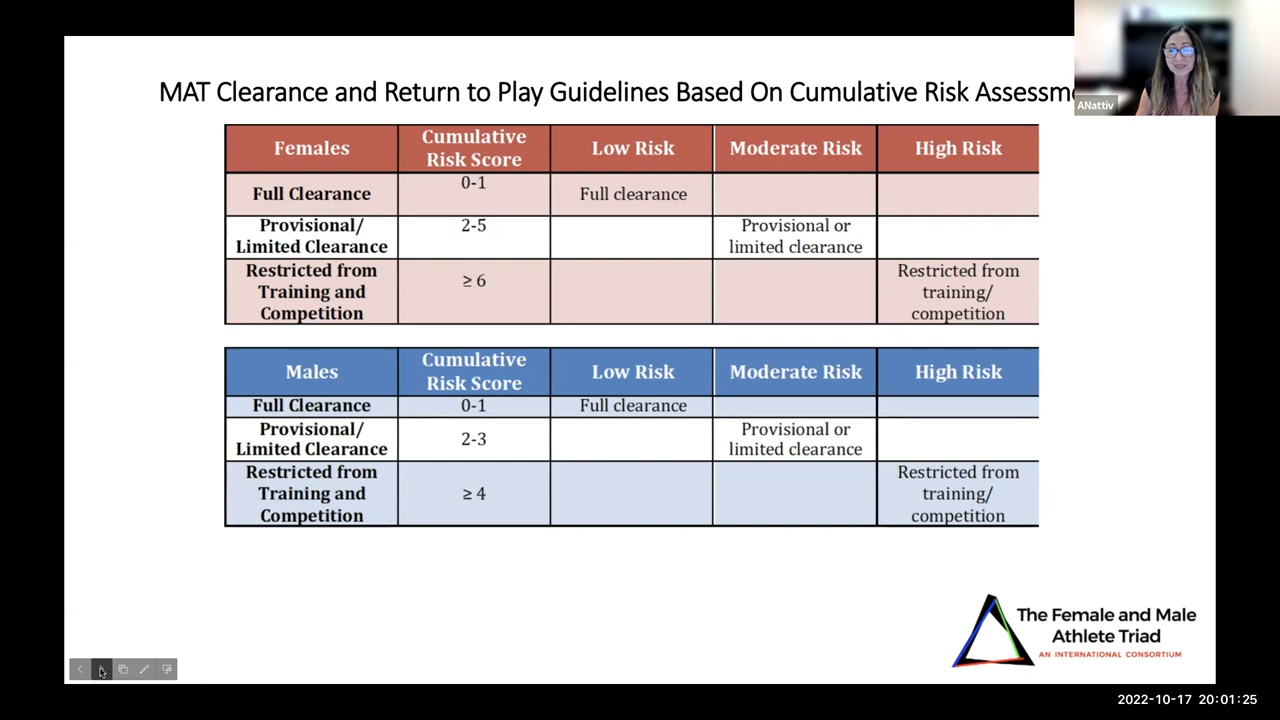 MAT Clearance and Return to Play Guidelines Based On Cumulative Risk
ANattiv
Females
Cumulative
Risk Score
Low Risk
Moderate Risk
High Risk
Full Clearance
0-1
Full clearance
Provisional/
Limited Clearance
2-5
Provisional or
limited clearance
Restricted from
Training and
Competition
≥ 6
Restricted from
training/
competition
Males
Cumulative
Risk Score
Low Risk
Moderate Risk
High Risk
Full Clearance
0-1
Full clearance
Provisional/
Limited Clearance
2-3
Provisional or
limited clearance
Restricted from
Training and
Competition
≥ 4
Restricted from
training/
competition
The Female and Male
Athlete Triad
AN INTERNATIONAL CONSORTIUM
2022-10-17 20:01:25